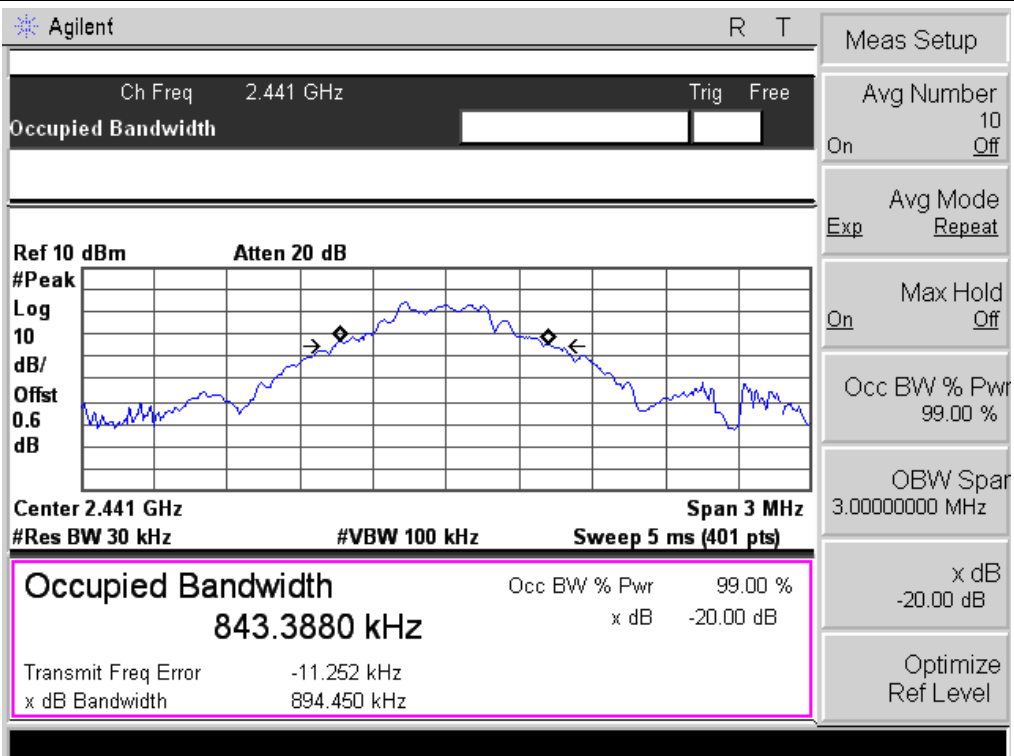 Agilent R T
Ch Freq 2.441 GHz Trig Free
Occupied Bandwidth
Ref 10 dBm Atten 20 dB
#Peak
Log
10
dB/
Offst
0.6
dB
Center 2.441 GHz Span 3 MHz
#Res BW 30 kHz #VBW 100 kHz Sweep 5 ms (401 pts)
Occupied Bandwidth Occ BW % Pwr 99.00 %
843.3880 kHz x dB -20.00 dB
Transmit Freq Error -11.252 kHz
x dB Bandwidth 894.450 kHz
Meas Setup
Avg Number
10
On Off
Avg Mode
Exp Repeat
Max Hold
On Off
Occ BW % Pwr
99.00 %
OBW Span
3.00000000 MHz
x dB
-20.00 dB
Optimize
Ref Level